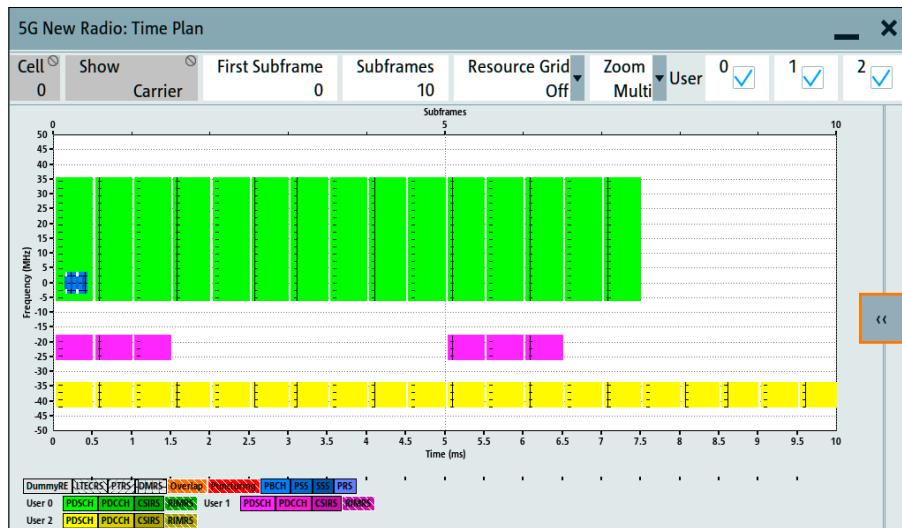 5G New Radio: Time Plan
Cell Show First Subframe Subframes Resource Grid Zoom User 0 1 2
0 Carrier 0 10 Off Multi
Subframes
0 5 10
50
45
40
35
30
25
20
15
10
5
0
-5
-10
-15
-20
-25
-30
-35
-40
-45
-50
Frequency (MHz)
0 0.5 1 1.5 2 2.5 3 3.5 4 4.5 5 5.5 6 6.5 7 7.5 8 8.5 9 9.5 10
Time (ms)
DummyRE LTECRS PTRS DMRS Overlap Puncturing PBCH PSS SSS PRS
User 0 PDSCH PDCCH CSIRS RIMRS User 1 PDSCH PDCCH CSIRS RIMRS
User 2 PDSCH PDCCH CSIRS RIMRS